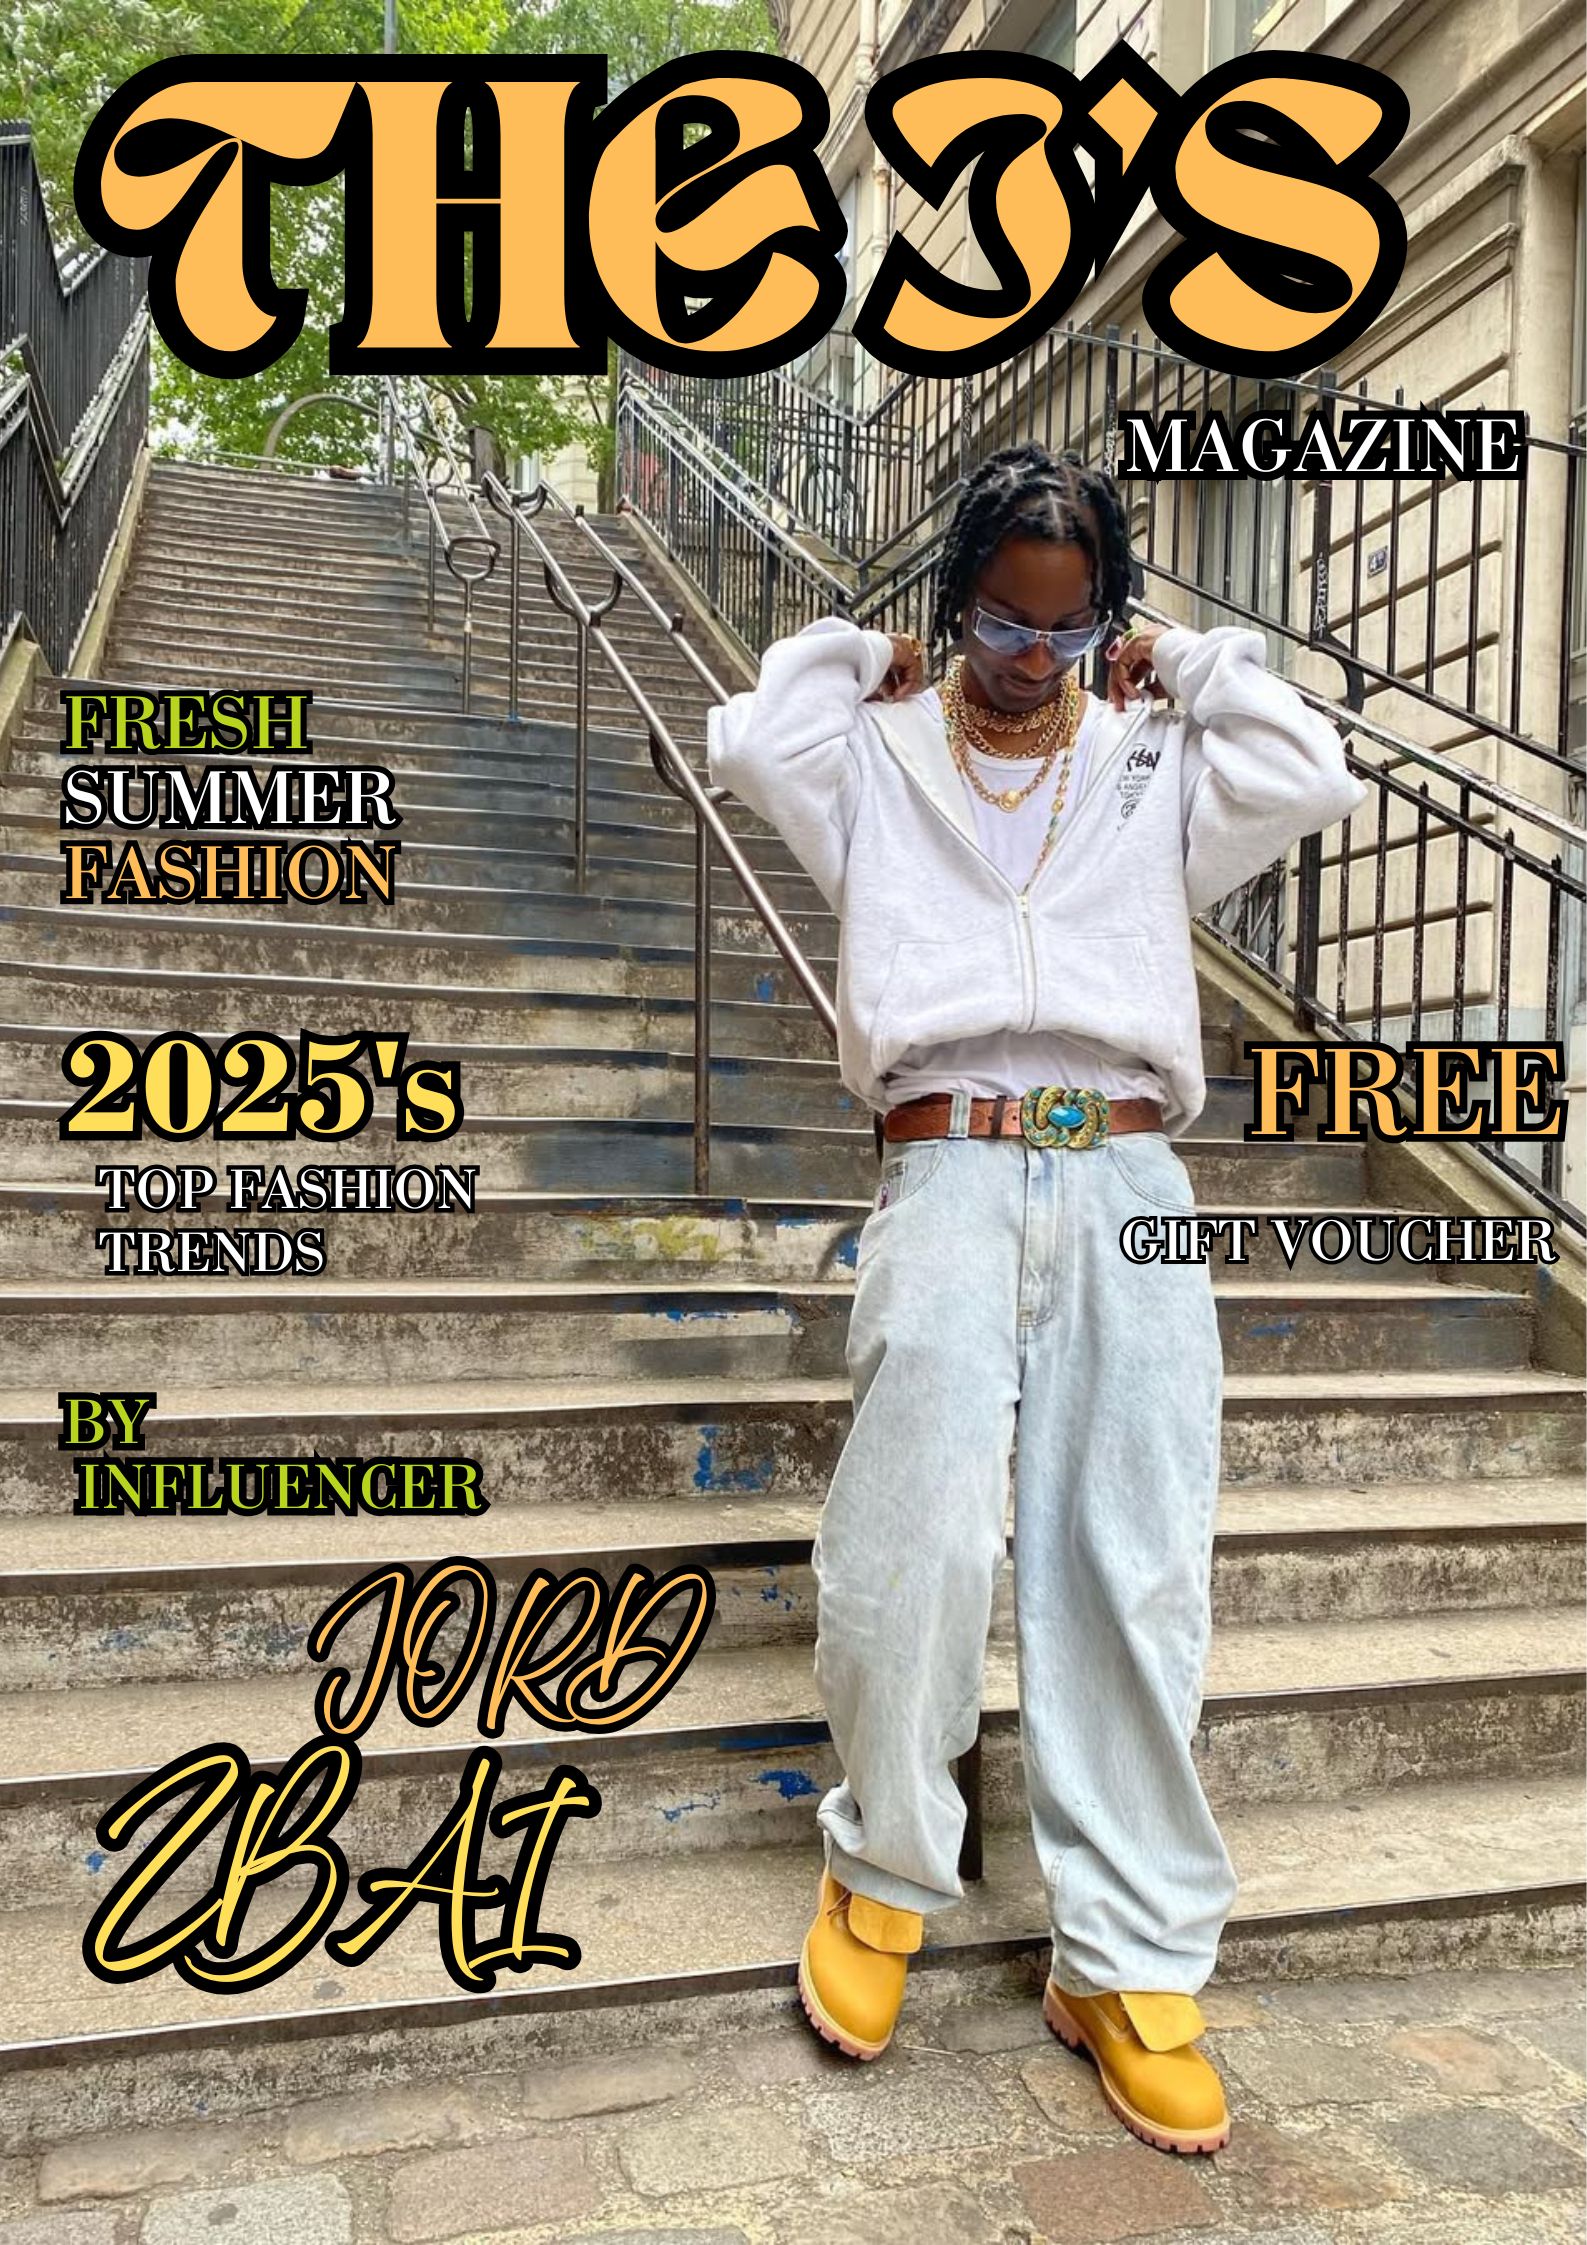 THE J'S
MAGAZINE
FRESH
SUMMER
FASHION
2025's
TOP FASHION
TRENDS
FREE
GIFT VOUCHER
BY
INFLUENCER
JORD
ZBAI